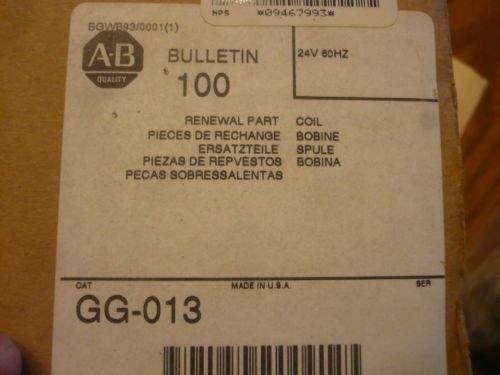 NPS *09467993*
BGWB93/0001(1)
A-B
QUALITY
BULLETIN
100
24V 60HZ
RENEWAL PART COIL
PIECES DE RECHANGE BOBINE
ERSATZTEILE SPULE
PIEZAS DE REPVESTOS BOBINA
PECAS SOBRESSALENTAS
CAT MADE IN U.S.A. SER
GG-013